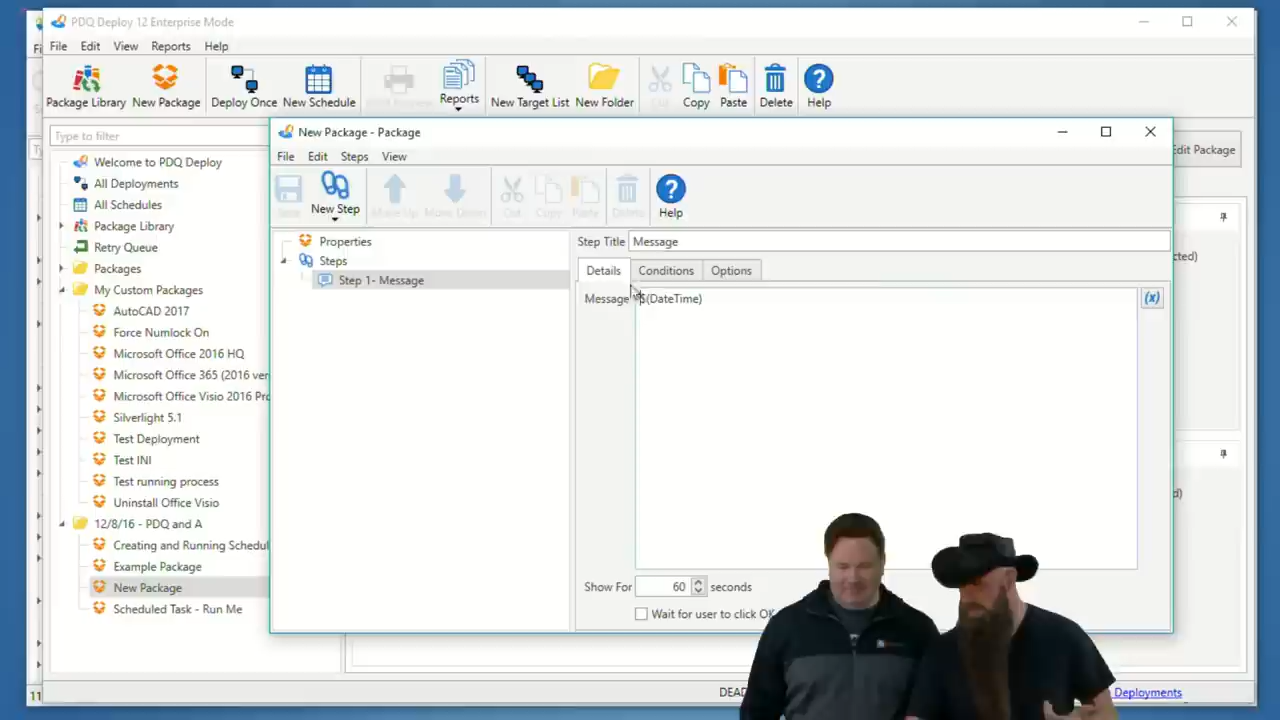 PDQ Deploy 12 Enterprise Mode
File Edit View Reports Help
Package Library New Package Deploy Once New Schedule Reports New Target List New Folder Cut Copy Paste Delete Help
Type to filter
Welcome to PDQ Deploy
All Deployments
All Schedules
Package Library
Retry Queue
Packages
My Custom Packages
AutoCAD 2017
Force Numlock On
Microsoft Office 2016 HQ
Microsoft Office 365 (2016 ver
Microsoft Office Visio 2016 Pro
Silverlight 5.1
Test Deployment
Test INI
Test running process
Uninstall Office Visio
12/8/16 - PDQ and A
Creating and Running Schedul
Example Package
New Package
Scheduled Task - Run Me
New Package - Package
File Edit Steps View
Save New Step Move Up Move Down Cut Copy Paste Delete Help
Properties
Steps
Step 1- Message
Step Title Message
Details Conditions Options
Message $(DateTime)
(x)
Show For 60 seconds
Wait for user to click OK
dit Package
cted)
d)
11
DEAD
Deployments